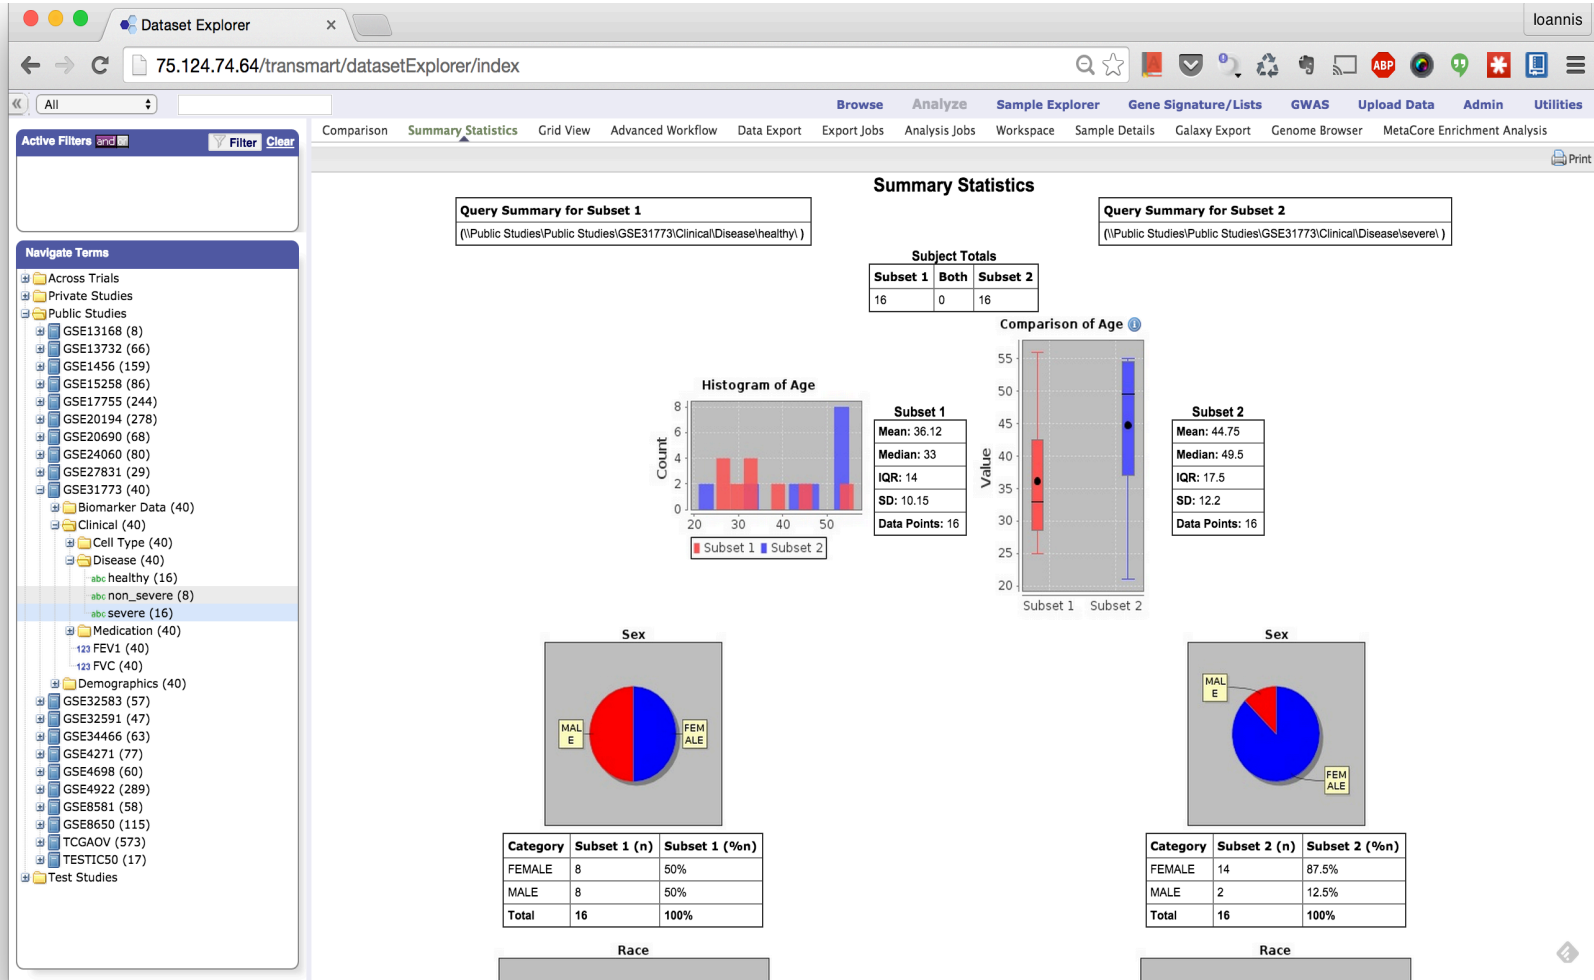 Dataset Explorer
Ioannis
75.124.74.64/transmart/datasetExplorer/index
ABP
All
Browse Analyze Sample Explorer Gene Signature/Lists GWAS Upload Data Admin Utilities
Comparison Summary Statistics Grid View Advanced Workflow Data Export Export Jobs Analysis Jobs Workspace Sample Details Galaxy Export Genome Browser MetaCore Enrichment Analysis
Active Filters and or Filter Clear
Print
Navigate Terms
Across Trials
Private Studies
Public Studies
GSE13168 (8)
GSE13732 (66)
GSE1456 (159)
GSE15258 (86)
GSE17755 (244)
GSE20194 (278)
GSE20690 (68)
GSE24060 (80)
GSE27831 (29)
GSE31773 (40)
Biomarker Data (40)
Clinical (40)
Cell Type (40)
Disease (40)
abc healthy (16)
abc non_severe (8)
abc severe (16)
Medication (40)
123 FEV1 (40)
123 FVC (40)
Demographics (40)
GSE32583 (57)
GSE32591 (47)
GSE34466 (63)
GSE4271 (77)
GSE4698 (60)
GSE4922 (289)
GSE8581 (58)
GSE8650 (115)
TCGAOV (573)
TESTIC50 (17)
Test Studies
Summary Statistics
Query Summary for Subset 1
(\\Public Studies\Public Studies\GSE31773\Clinical\Disease\healthy\ )
Query Summary for Subset 2
(\\Public Studies\Public Studies\GSE31773\Clinical\Disease\severe\ )
Subject Totals
Subset 1 Both Subset 2
16 0 16
Histogram of Age
Count
8
6
4
2
0
20 30 40 50
Subset 1 Subset 2
Subset 1
Mean: 36.12
Median: 33
IQR: 14
SD: 10.15
Data Points: 16
Comparison of Age
Value
55
50
45
40
35
30
25
20
Subset 1 Subset 2
Subset 2
Mean: 44.75
Median: 49.5
IQR: 17.5
SD: 12.2
Data Points: 16
Sex
MAL
E
FEM
ALE
Category Subset 1 (n) Subset 1 (%n)
FEMALE 8 50%
MALE 8 50%
Total 16 100%
Race
Sex
MAL
E
FEM
ALE
Category Subset 2 (n) Subset 2 (%n)
FEMALE 14 87.5%
MALE 2 12.5%
Total 16 100%
Race